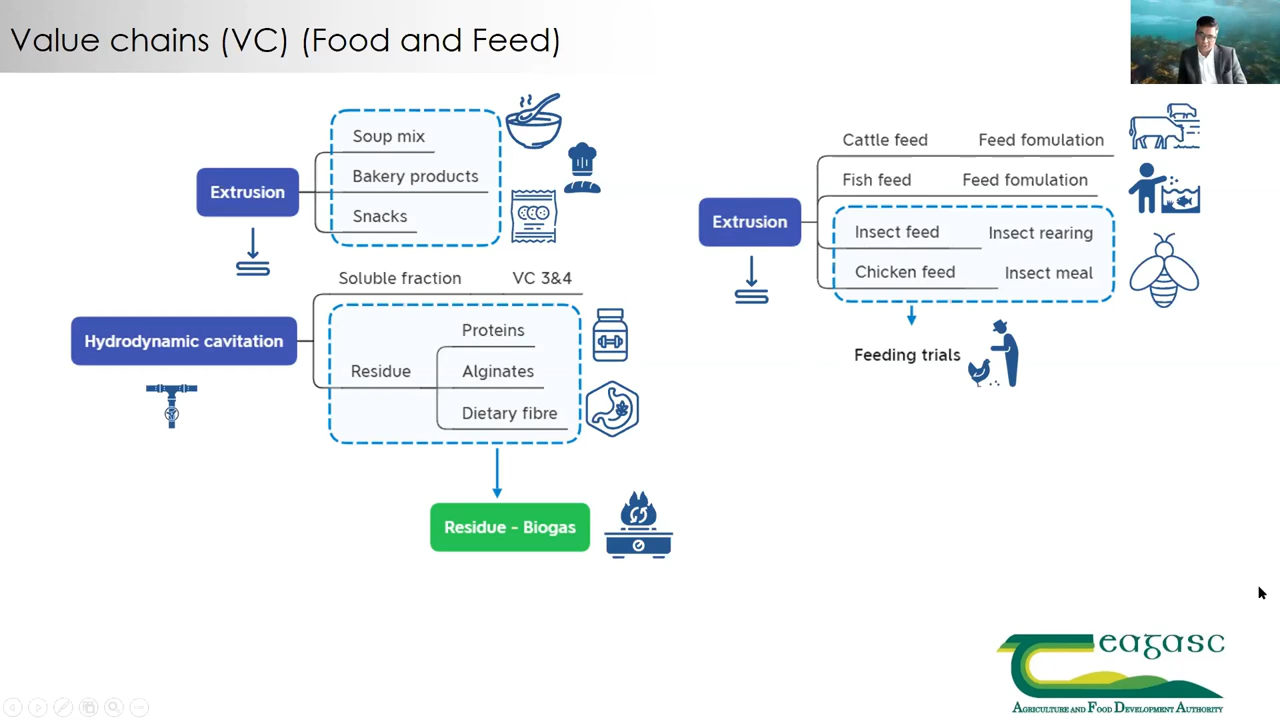 Value chains (VC) (Food and Feed)
Extrusion
Soup mix
Bakery products
Snacks
Hydrodynamic cavitation
Soluble fraction VC 3&4
Residue
Proteins
Alginates
Dietary fibre
Residue - Biogas
Extrusion
Cattle feed Feed fomulation
Fish feed Feed fomulation
Insect feed Insect rearing
Chicken feed Insect meal
Feeding trials
eagasc
AGRICULTURE AND FOOD DEVELOPMENT AUTHORITY